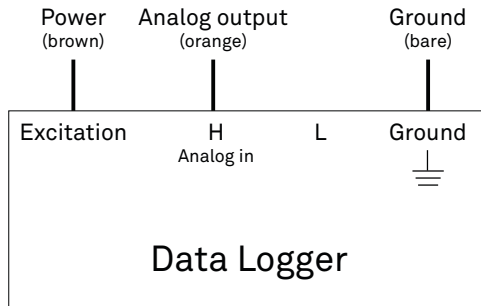 Power
(brown)
Analog output
(orange)
Ground
(bare)
Excitation
H
Analog in
L
Ground
Data Logger